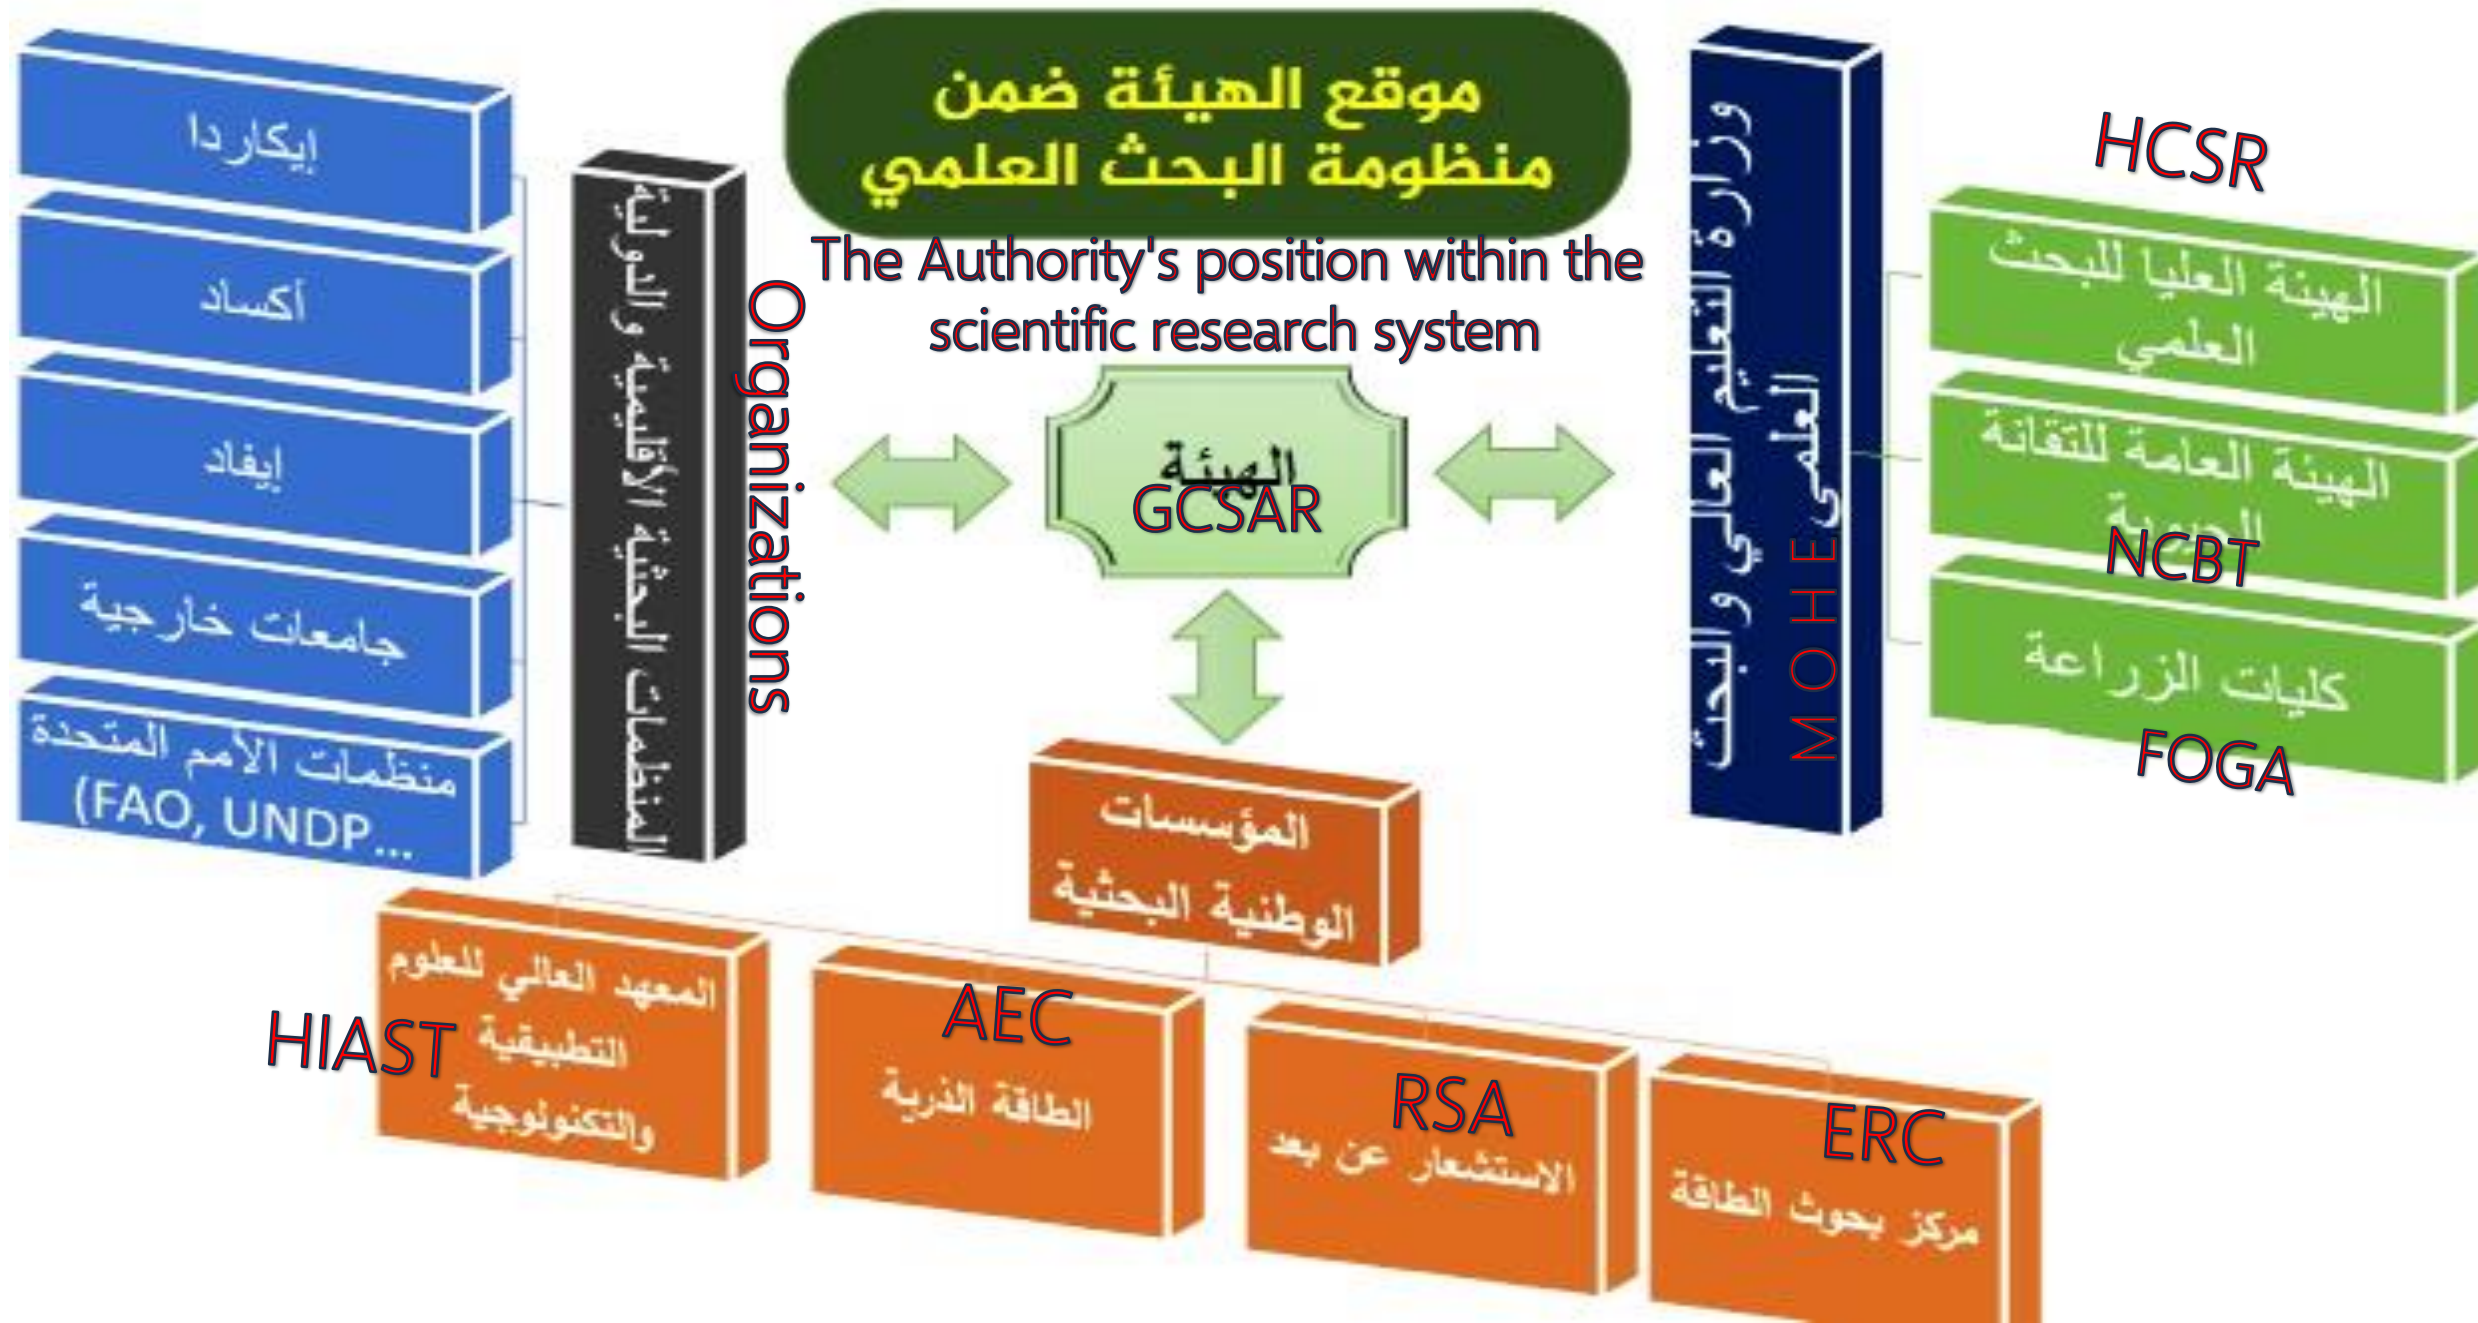 موقع الهيئة ضمن
منظومة البحث العلمي
The Authority's position within the
scientific research system
الهيئة
GCSAR
وزارة التعليم العالي والبحث
العلمي
MOHE
HCSR
الهيئة العليا للبحث
العلمي
الهيئة العامة للتقانة
الحيوية
NCBT
كليات الزراعة
FOGA
المنظمات البحثية الأقليمية والدولية
Organizations
إيكاردا
أكساد
إيفاد
جامعات خارجية
منظمات الأمم المتحدة
(FAO, UNDP...
المؤسسات
الوطنية البحثية
المعهد العالي للعلوم
التطبيقية
والتكنولوجية
HIAST
AEC
الطاقة الذرية
RSA
الاستشعار عن بعد
ERC
مركز بحوث الطاقة